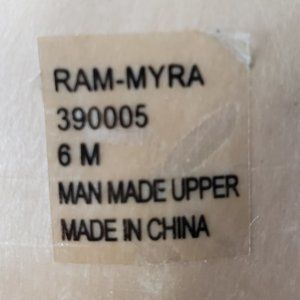 RAM-MYRA
390005
6 M
MAN MADE UPPER
MADE IN CHINA